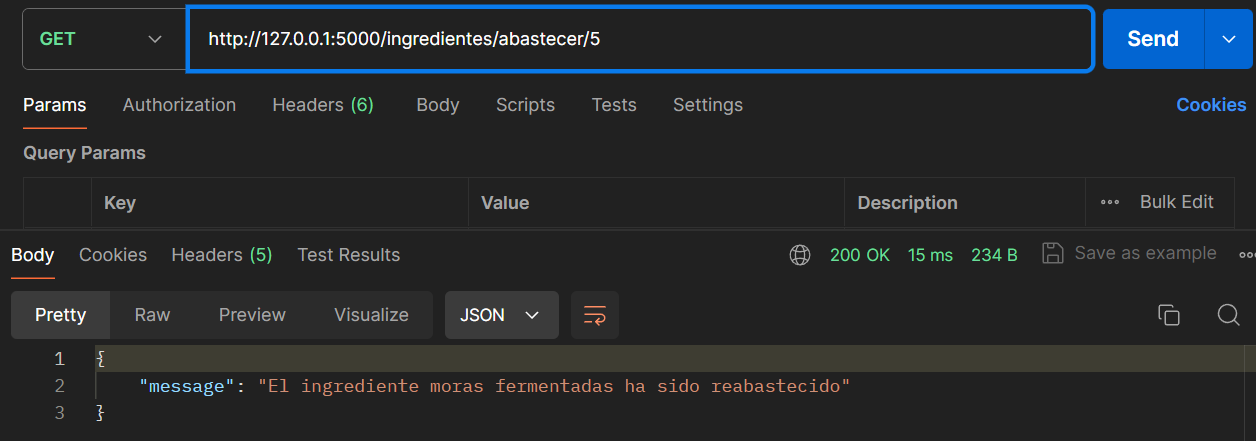 GET http://127.0.0.1:5000/ingredientes/abastecer/5 Send
Params Authorization Headers (6) Body Scripts Tests Settings Cookies
Query Params
Key Value Description Bulk Edit
Body Cookies Headers (5) Test Results 200 OK 15 ms 234 B Save as example
Pretty Raw Preview Visualize JSON
1 {
2 "message": "El ingrediente moras fermentadas ha sido reabastecido"
3 }